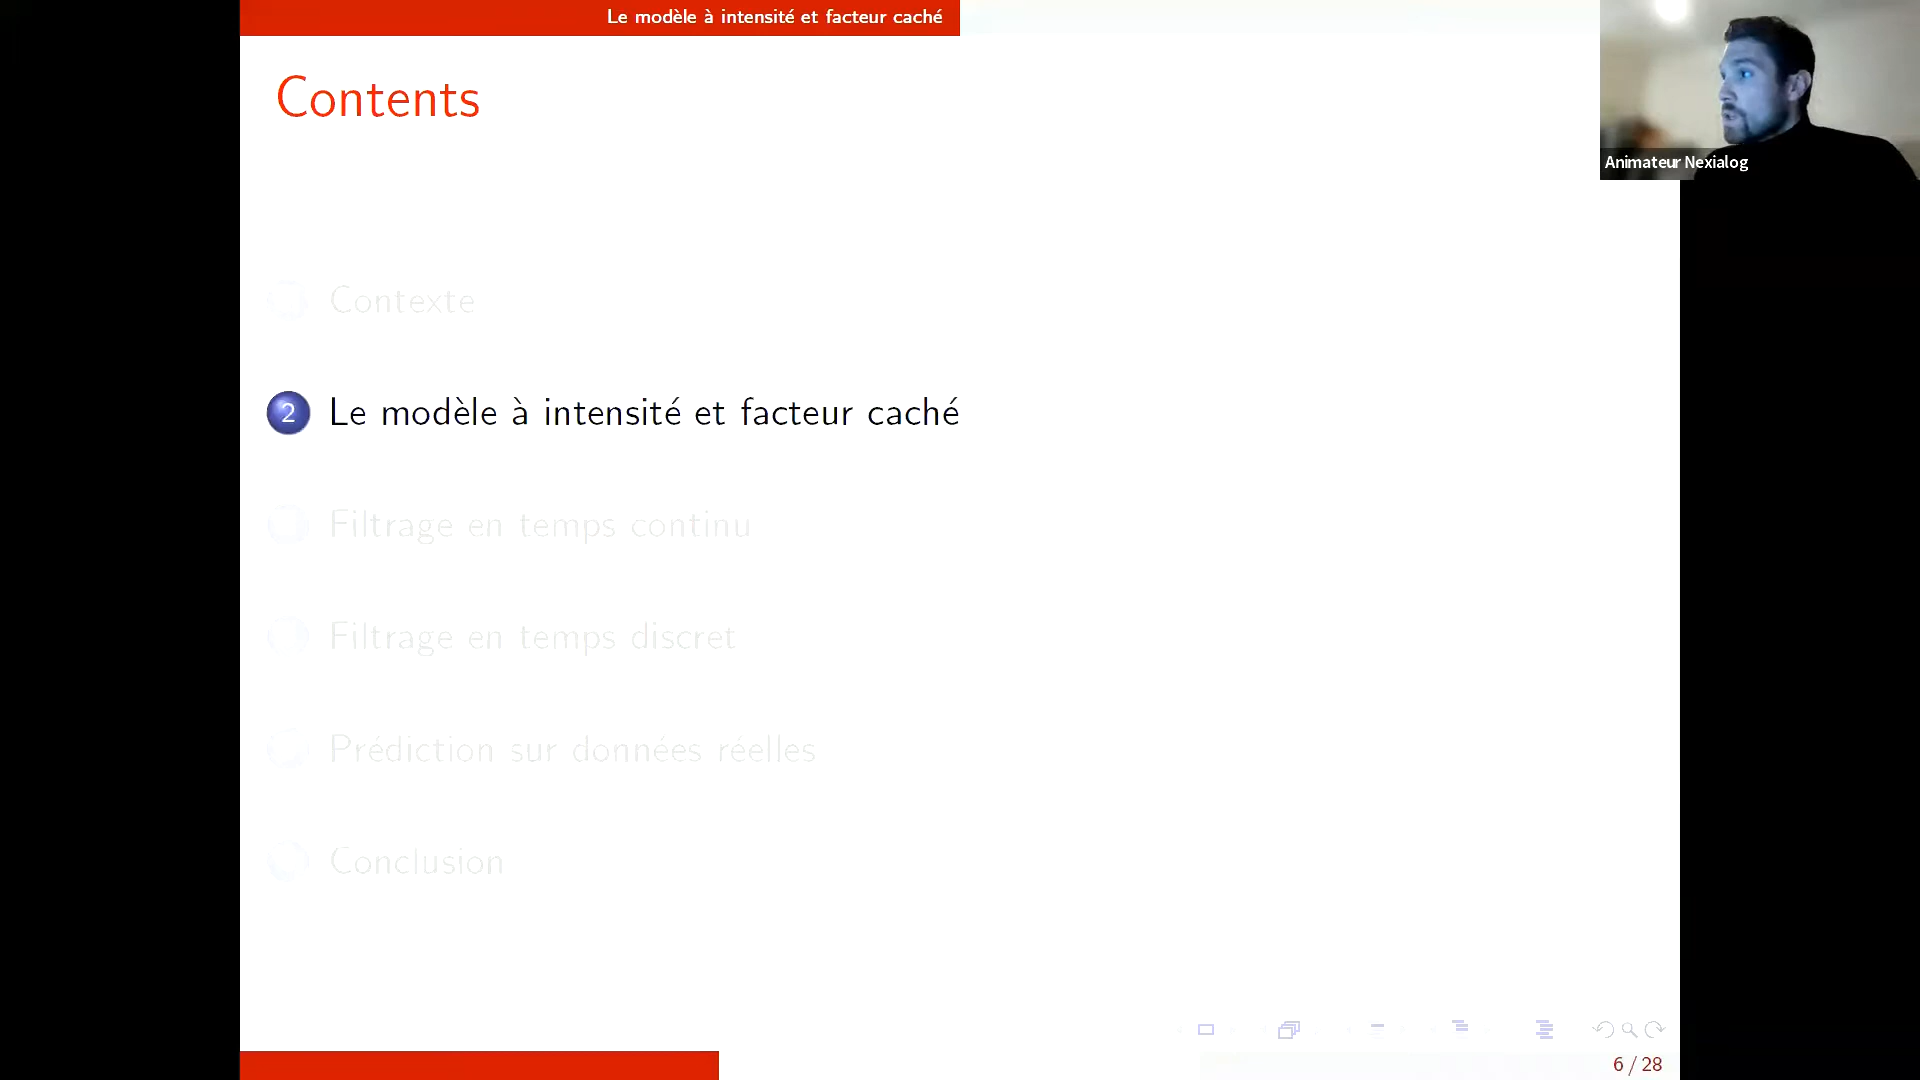 Le modèle à intensité et facteur caché
Contents
Animateur Nexialog
Contexte
2 Le modèle à intensité et facteur caché
Filtrage en temps continu
Filtrage en temps discret
Prédiction sur données réelles
Conclusion
6 / 28